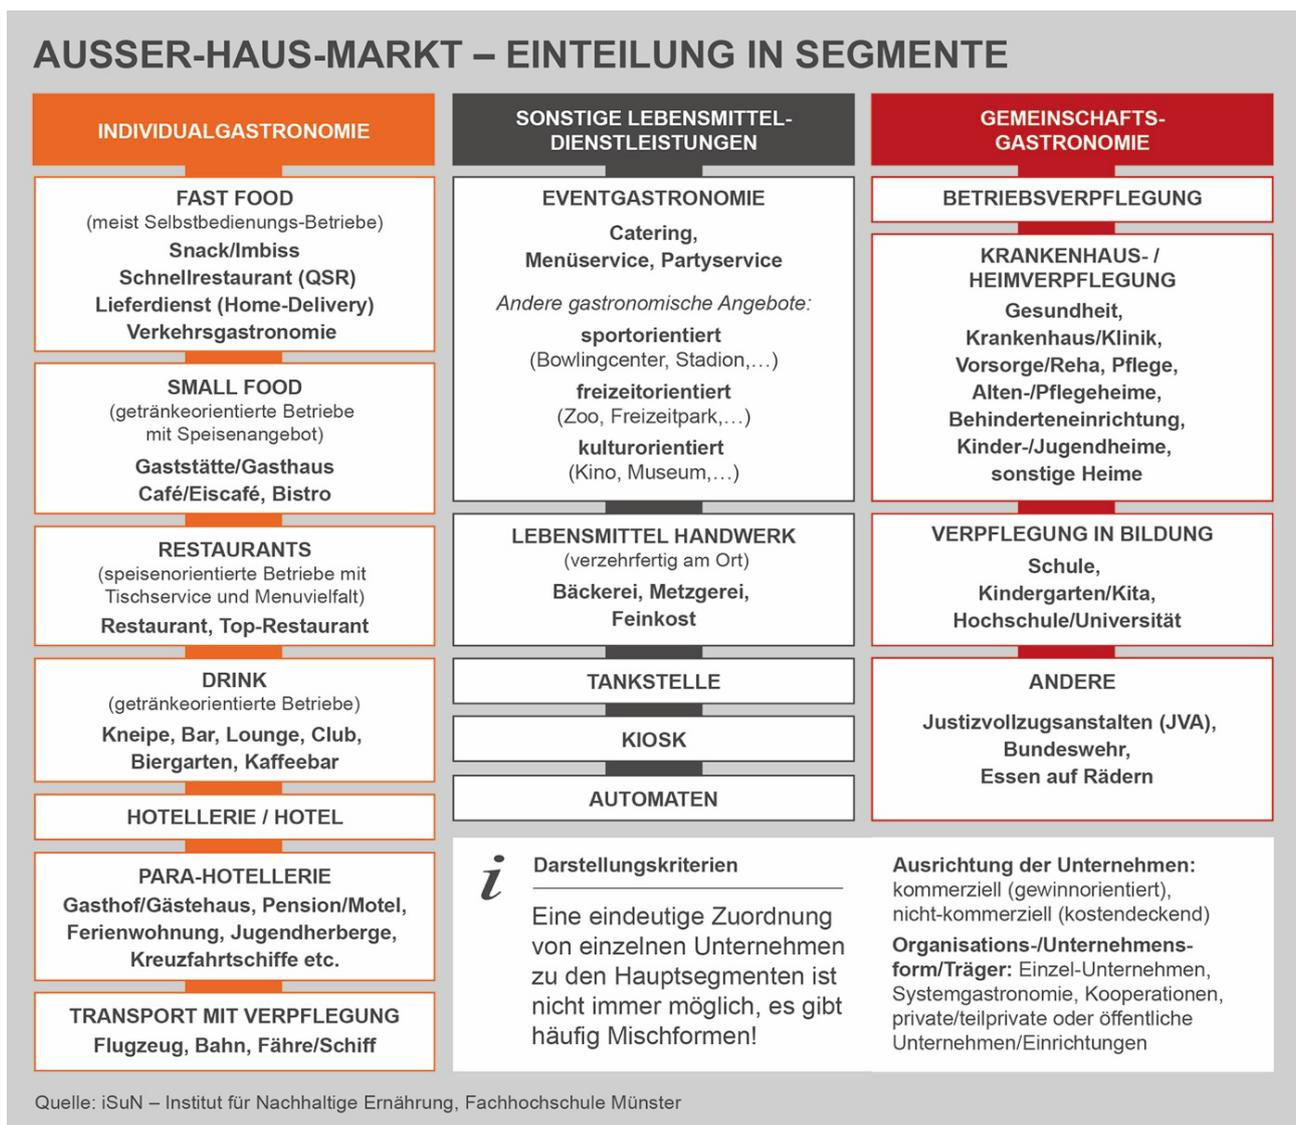 AUSSER-HAUS-MARKT – EINTEILUNG IN SEGMENTE
INDIVIDUALGASTRONOMIE
FAST FOOD
(meist Selbstbedienungs-Betriebe)
Snack/Imbiss
Schnellrestaurant (QSR)
Lieferdienst (Home-Delivery)
Verkehrsgastronomie
SMALL FOOD
(getränkeorientierte Betriebe
mit Speisenangebot)
Gaststätte/Gasthaus
Café/Eiscafé, Bistro
RESTAURANTS
(speisenorientierte Betriebe mit
Tischservice und Menuvielfalt)
Restaurant, Top-Restaurant
DRINK
(getränkeorientierte Betriebe)
Kneipe, Bar, Lounge, Club,
Biergarten, Kaffeebar
HOTELLERIE / HOTEL
PARA-HOTELLERIE
Gasthof/Gästehaus, Pension/Motel,
Ferienwohnung, Jugendherberge,
Kreuzfahrtschiffe etc.
TRANSPORT MIT VERPFLEGUNG
Flugzeug, Bahn, Fähre/Schiff
SONSTIGE LEBENSMITTEL-
DIENSTLEISTUNGEN
EVENTGASTRONOMIE
Catering,
Menüservice, Partyservice
Andere gastronomische Angebote:
sportorientiert
(Bowlingcenter, Stadion,…)
freizeitorientiert
(Zoo, Freizeitpark,…)
kulturorientiert
(Kino, Museum,…)
LEBENSMITTEL HANDWERK
(verzehrfertig am Ort)
Bäckerei, Metzgerei,
Feinkost
TANKSTELLE
KIOSK
AUTOMATEN
GEMEINSCHAFTS-
GASTRONOMIE
BETRIEBSVERPFLEGUNG
KRANKENHAUS- /
HEIMVERPFLEGUNG
Gesundheit,
Krankenhaus/Klinik,
Vorsorge/Reha, Pflege,
Alten-/Pflegeheime,
Behinderteneinrichtung,
Kinder-/Jugendheime,
sonstige Heime
VERPFLEGUNG IN BILDUNG
Schule,
Kindergarten/Kita,
Hochschule/Universität
ANDERE
Justizvollzugsanstalten (JVA),
Bundeswehr,
Essen auf Rädern
i
Darstellungskriterien
Eine eindeutige Zuordnung
von einzelnen Unternehmen
zu den Hauptsegmenten ist
nicht immer möglich, es gibt
häufig Mischformen!
Ausrichtung der Unternehmen:
kommerziell (gewinnorientiert),
nicht-kommerziell (kostendeckend)
Organisations-/Unternehmens-
form/Träger: Einzel-Unternehmen,
Systemgastronomie, Kooperationen,
private/teilprivate oder öffentliche
Unternehmen/Einrichtungen
Quelle: iSuN – Institut für Nachhaltige Ernährung, Fachhochschule Münster